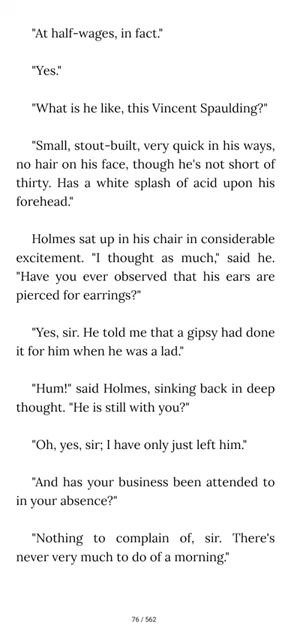 "At half-wages, in fact."
"Yes."
"What is he like, this Vincent Spaulding?"
"Small, stout-built, very quick in his ways,
no hair on his face, though he's not short of
thirty. Has a white splash of acid upon his
forehead."
Holmes sat up in his chair in considerable
excitement. "I thought as much," said he.
"Have you ever observed that his ears are
pierced for earrings?"
"Yes, sir. He told me that a gipsy had done
it for him when he was a lad."
"Hum!" said Holmes, sinking back in deep
thought. "He is still with you?"
"Oh, yes, sir; I have only just left him."
"And has your business been attended to
in your absence?"
"Nothing to complain of, sir. There's
never very much to do of a morning."
76 / 562